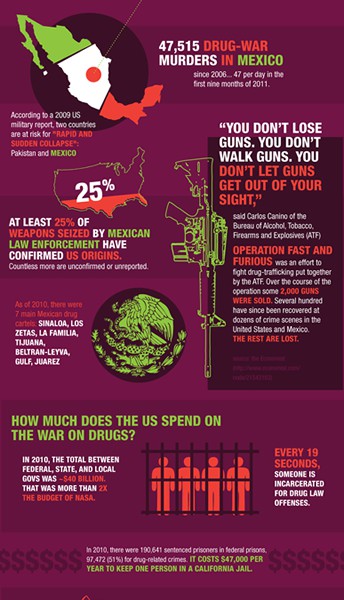 47,515 DRUG-WAR
MURDERS IN MEXICO
since 2006... 47 per day in the
first nine months of 2011.
According to a 2009 US
military report, two countries
are at risk for "RAPID AND
SUDDEN COLLAPSE":
Pakistan and MEXICO
25%
AT LEAST 25% OF
WEAPONS SEIZED BY MEXICAN
LAW ENFORCEMENT HAVE
CONFIRMED US ORIGINS.
Countless more are unconfirmed or unreported.
"YOU DON'T LOSE
GUNS. YOU DON'T
WALK GUNS. YOU
DON'T LET GUNS
GET OUT OF YOUR
SIGHT,"
said Carlos Canino of the
Bureau of Alcohol, Tobacco,
Firearms and Explosives (ATF)
OPERATION FAST AND
FURIOUS was an effort to
fight drug-trafficking put together
by the ATF. Over the course of the
operation some 2,000 GUNS
WERE SOLD. Several hundred
have since been recovered at
dozens of crime scenes in the
United States and Mexico.
THE REST ARE LOST.
As of 2010, there were
7 main Mexican drug
cartels: SINALOA, LOS
ZETAS, LA FAMILIA,
TIJUANA,
BELTRAN-LEYVA,
GULF, JUAREZ
HOW MUCH DOES THE US SPEND ON
THE WAR ON DRUGS?
IN 2010, THE TOTAL BETWEEN
FEDERAL, STATE, AND LOCAL
GOVS WAS ~$40 BILLION.
THAT WAS MORE THAN 2X
THE BUDGET OF NASA.
EVERY 19
SECONDS,
SOMEONE IS
INCARCERATED
FOR DRUG LAW
OFFENSES.
In 2010, there were 190,641 sentenced prisoners in federal prisons,
97,472 (51%) for drug-related crimes. IT COSTS $47,000 PER
YEAR TO KEEP ONE PERSON IN A CALIFORNIA JAIL.